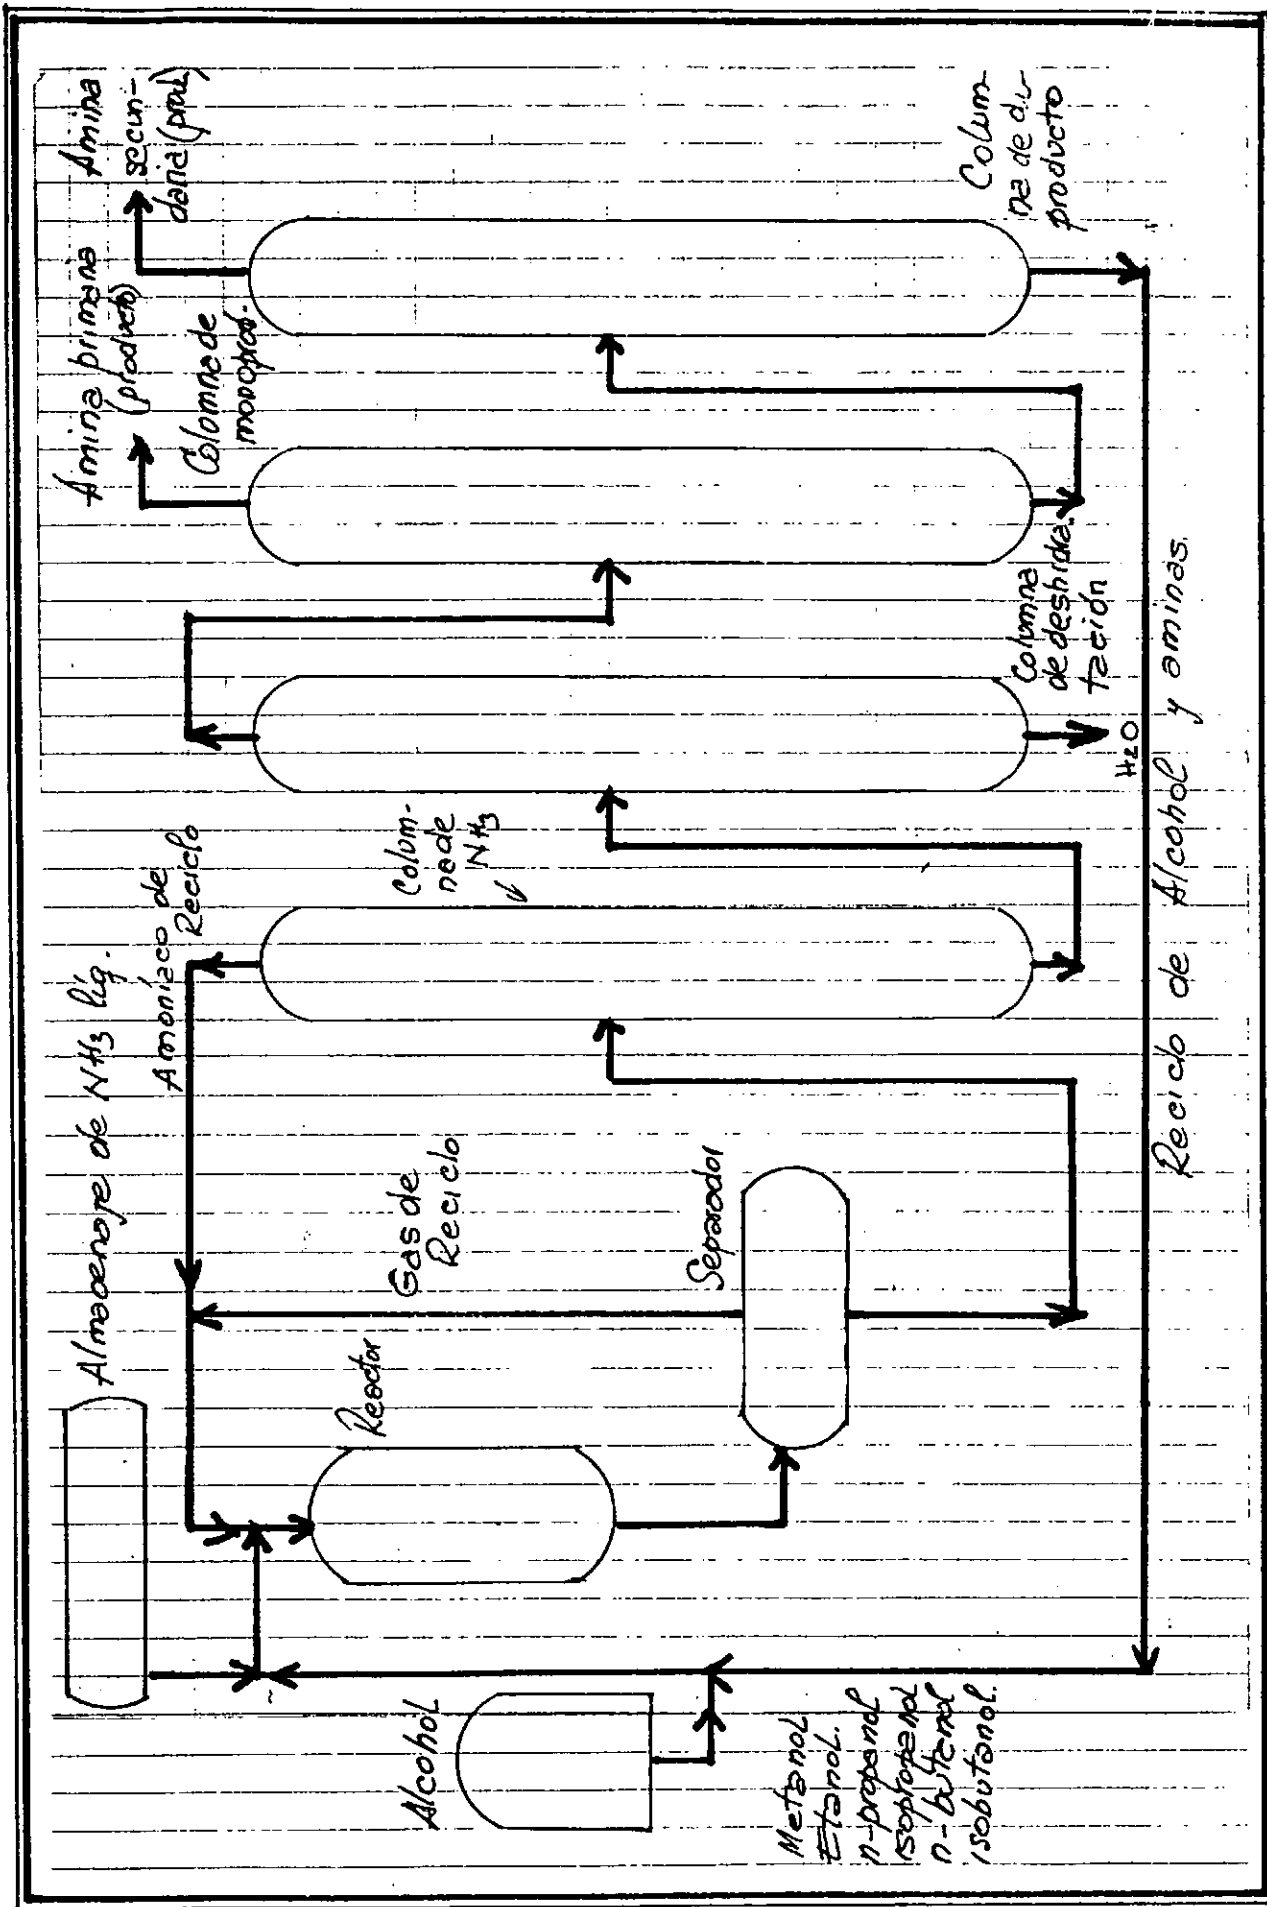 Almacenaje de NH3 líq.
Amoníaco de
Reciclo
Amina primaria
(producto)
Amina
secun-
daria (prod)
Columna de
monoprod.
Reactor
Gas de
Reciclo
Colum-
na de
NH3
Alcohol
Separador
Metanol
Etanol.
n-propanol
isopropanol
n-butanol
isobutanol.
Columna
de deshidra-
tación
H2O
Colum-
na de di-
producto
Reciclo de Alcohol y aminas.